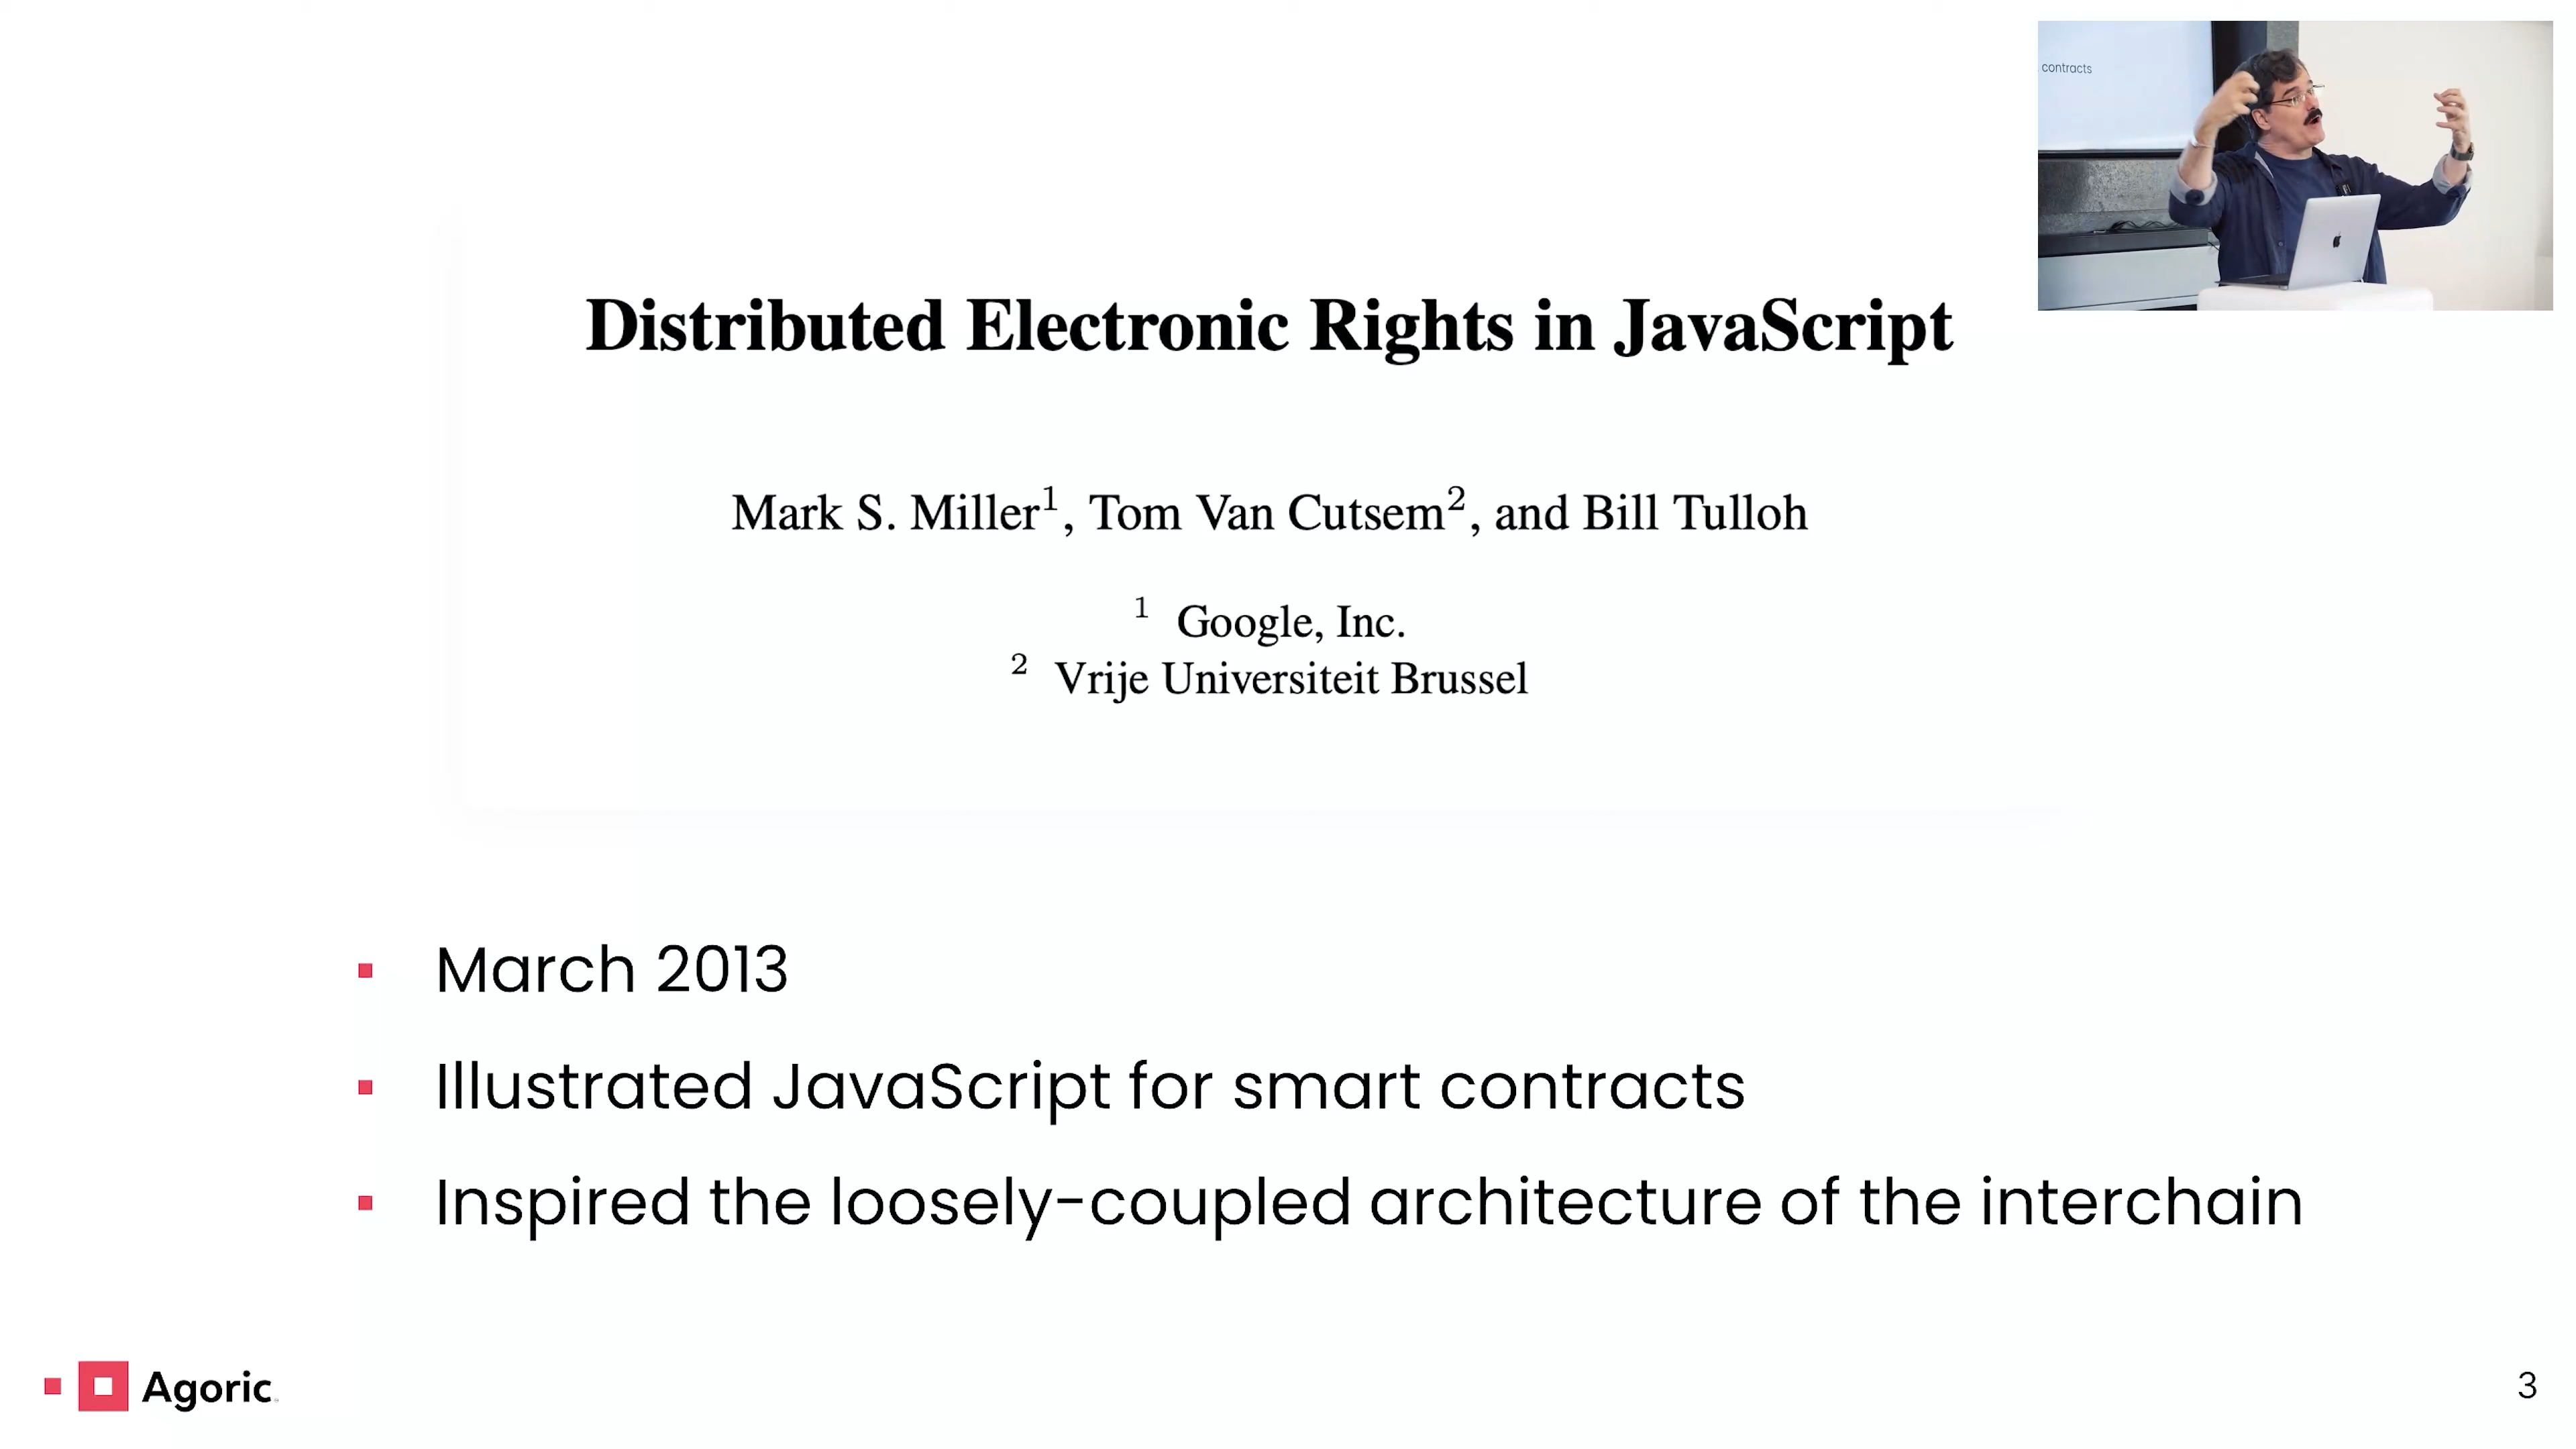 contracts
Distributed Electronic Rights in JavaScript
Mark S. Miller¹, Tom Van Cutsem², and Bill Tulloh
¹ Google, Inc.
² Vrije Universiteit Brussel
▪ March 2013
▪ Illustrated JavaScript for smart contracts
▪ Inspired the loosely-coupled architecture of the interchain
Agoric
3